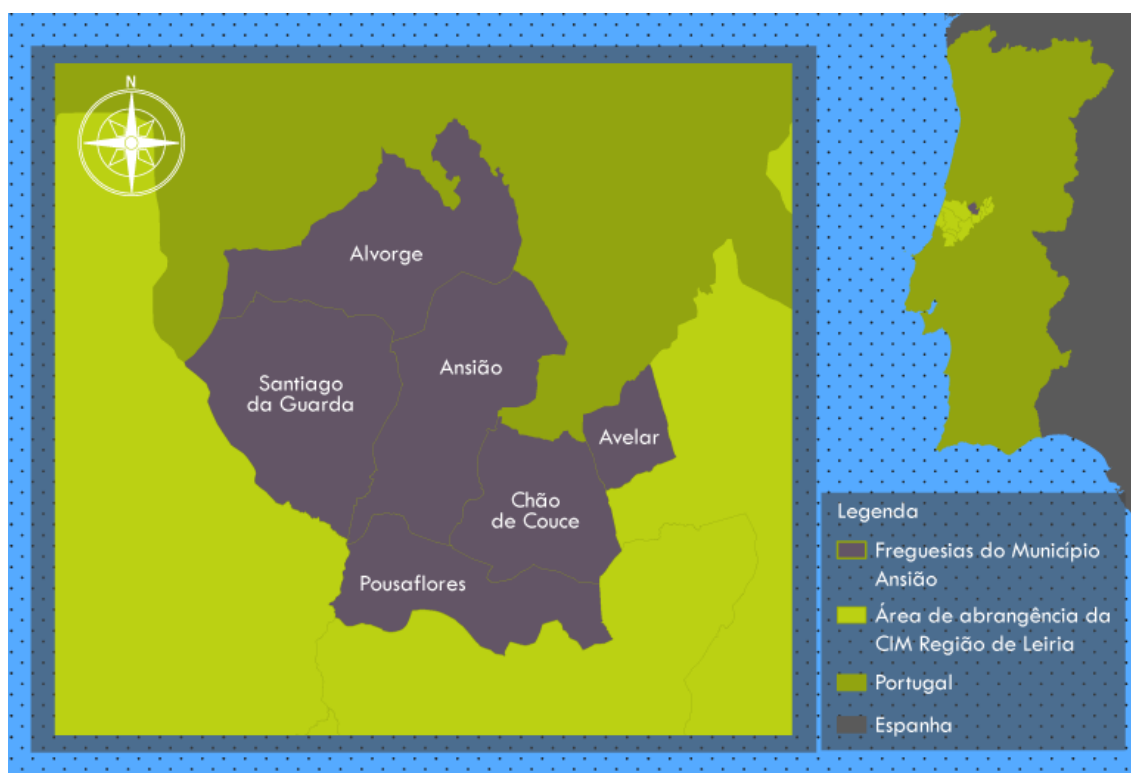 N
Alvorge
Ansião
Santiago
da Guarda
Avelar
Chão
de Couce
Pousaflores
Legenda
Freguesias do Município
Ansião
Área de abrangência da
CIM Região de Leiria
Portugal
Espanha